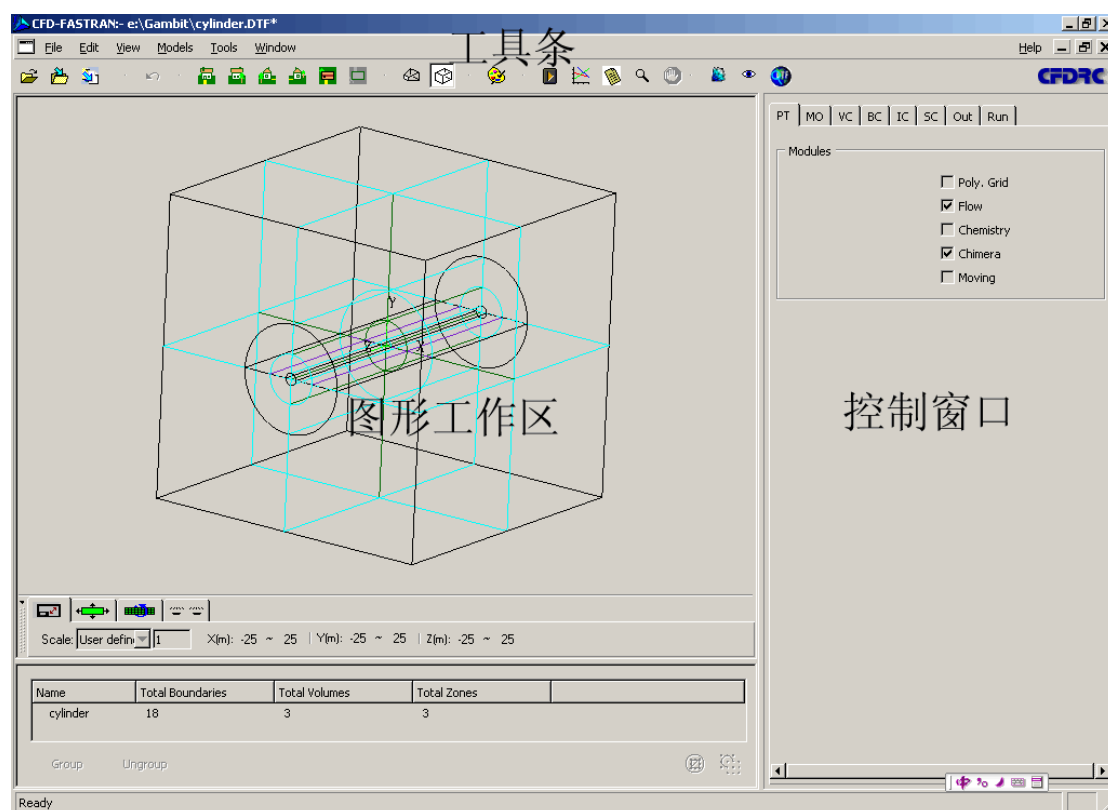 CFD-FASTRAN:- e:\Gambit\cylinder.DTF*
File Edit View Models Tools Window Help
工具条
CFDRC
PT MO VC BC IC SC Out Run
Modules
Poly. Grid
Flow
Chemistry
Chimera
Moving
Y
Z
图形工作区
控制窗口
Scale: User defin 1 X(m): -25 ~ 25 | Y(m): -25 ~ 25 | Z(m): -25 ~ 25
Name Total Boundaries Total Volumes Total Zones
cylinder 18 3 3
Group Ungroup
中
Ready